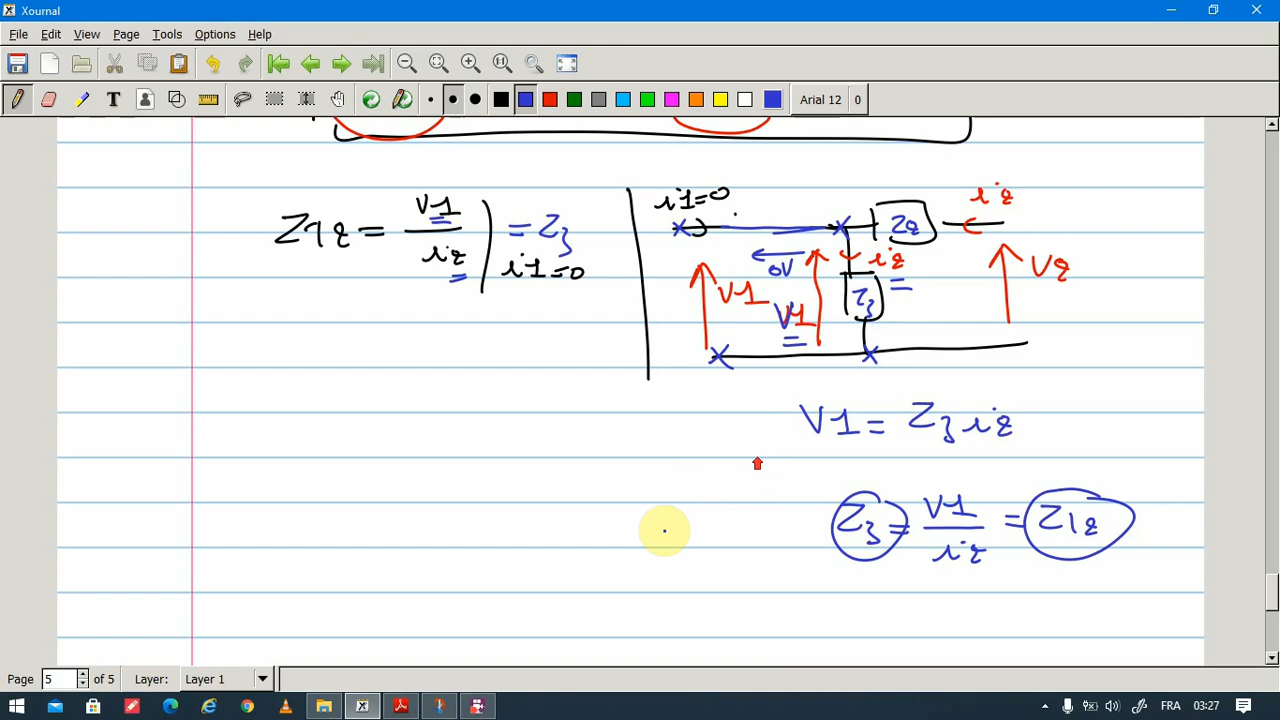 Xournal
File Edit View Page Tools Options Help
Arial 12 0
Z12 = V1 / i2 | i1=0 = Z3
i1=0
Z2
i2
V1
0V
V1
i2
Z3
V2
V1 = Z3 i2
Z3 = V1 / i2 = Z12
Page 5 of 5 Layer: Layer 1
FRA 03:27